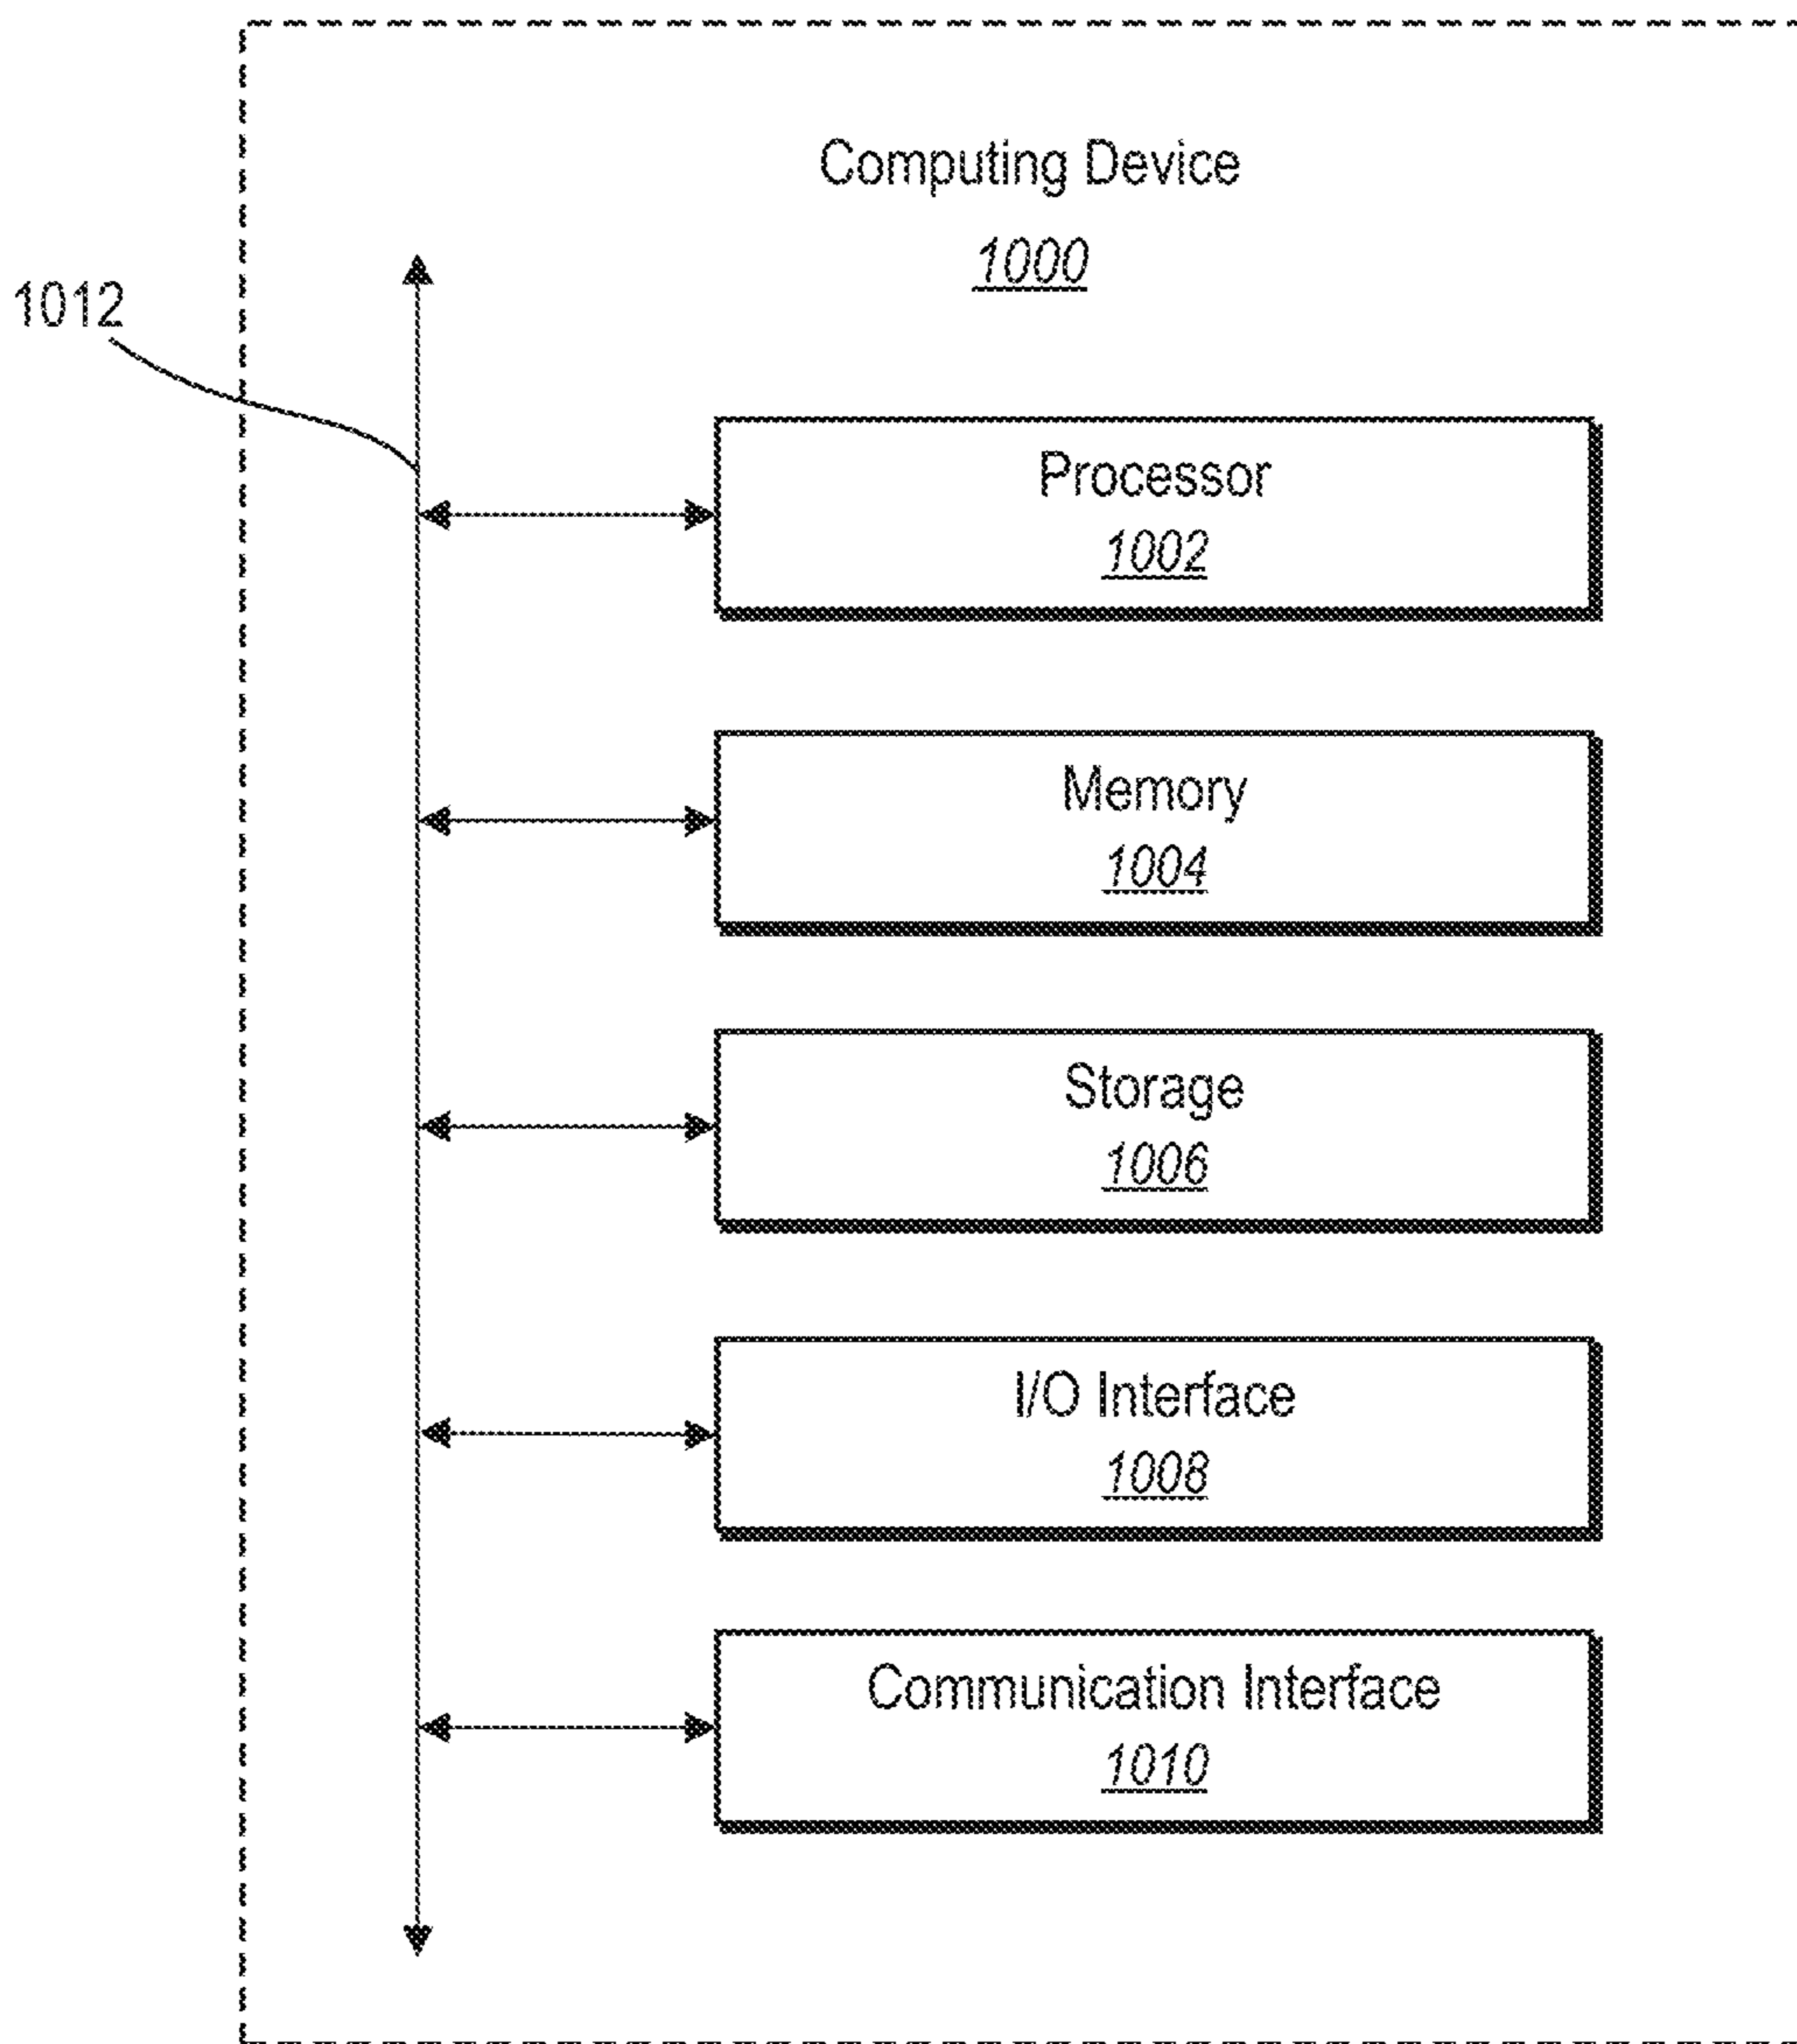 Computing Device
1000
1012
Processor
1002
Memory
1004
Storage
1006
I/O Interface
1008
Communication Interface
1010